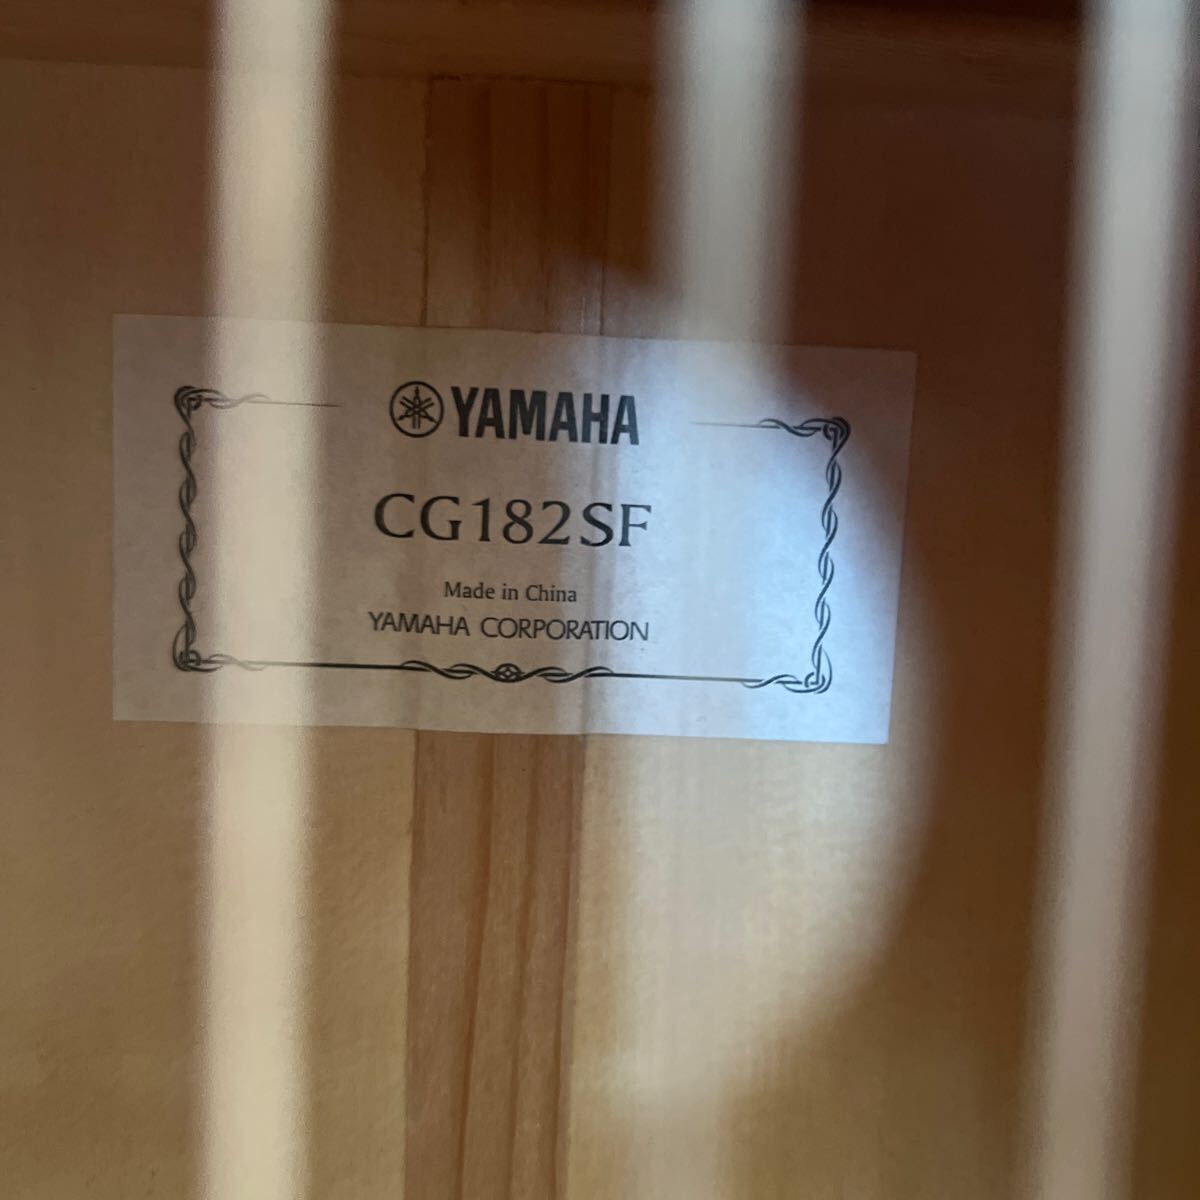 YAMAHA
CG182SF
Made in China
YAMAHA CORPORATION